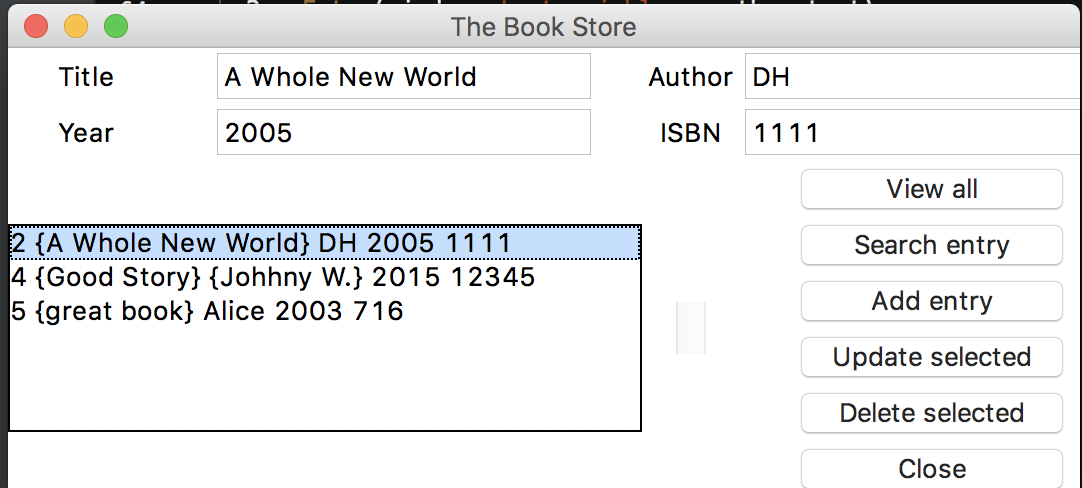 The Book Store
Title A Whole New World Author DH
Year 2005 ISBN 1111
View all
2 {A Whole New World} DH 2005 1111
Search entry
4 {Good Story} {Johhny W.} 2015 12345
Add entry
5 {great book} Alice 2003 716
Update selected
Delete selected
Close